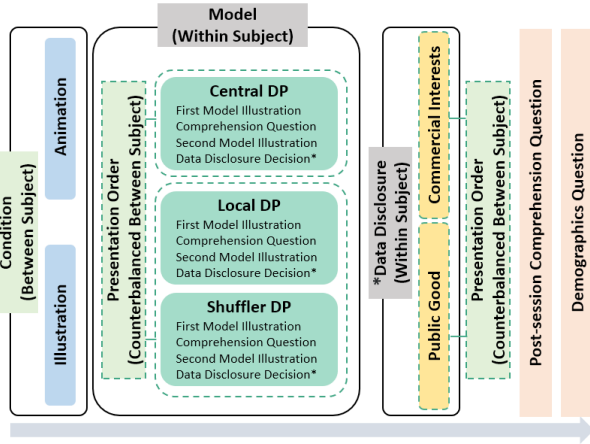 Condition
(Between Subject)
Animation
Illustration
Model
(Within Subject)
Presentation Order
(Counterbalanced Between Subject)
Central DP
First Model Illustration
Comprehension Question
Second Model Illustration
Data Disclosure Decision*
Local DP
First Model Illustration
Comprehension Question
Second Model Illustration
Data Disclosure Decision*
Shuffler DP
First Model Illustration
Comprehension Question
Second Model Illustration
Data Disclosure Decision*
*Data Disclosure
(Within Subject)
Commercial Interests
Public Good
Presentation Order
(Counterbalanced Between Subject)
Post-session Comprehension Question
Demographics Question